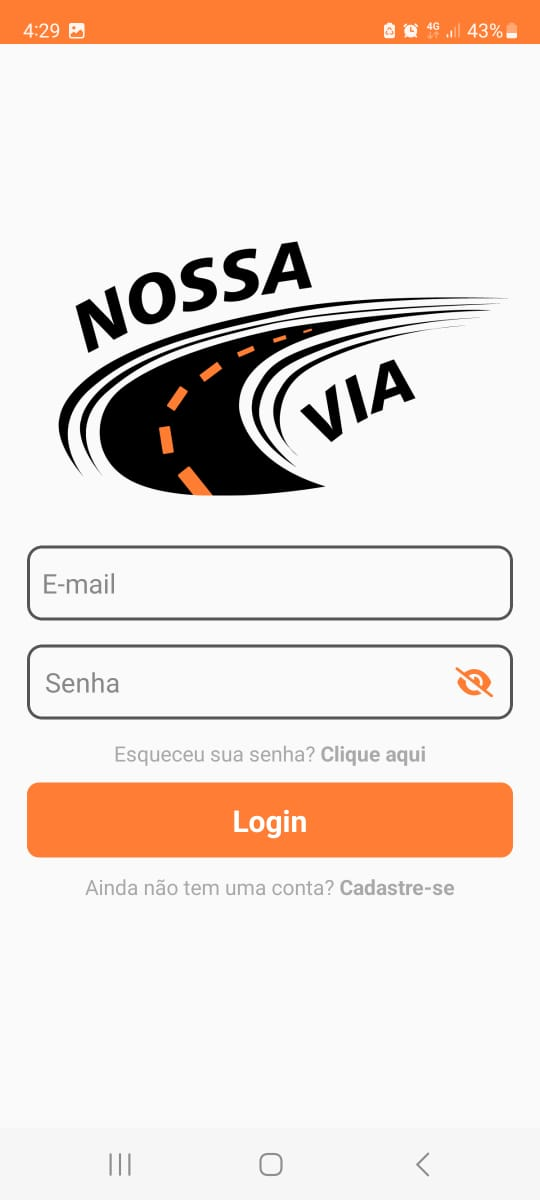 4:29 4G 43%
NOSSA
VIA
E-mail
Senha
Esqueceu sua senha? Clique aqui
Login
Ainda não tem uma conta? Cadastre-se